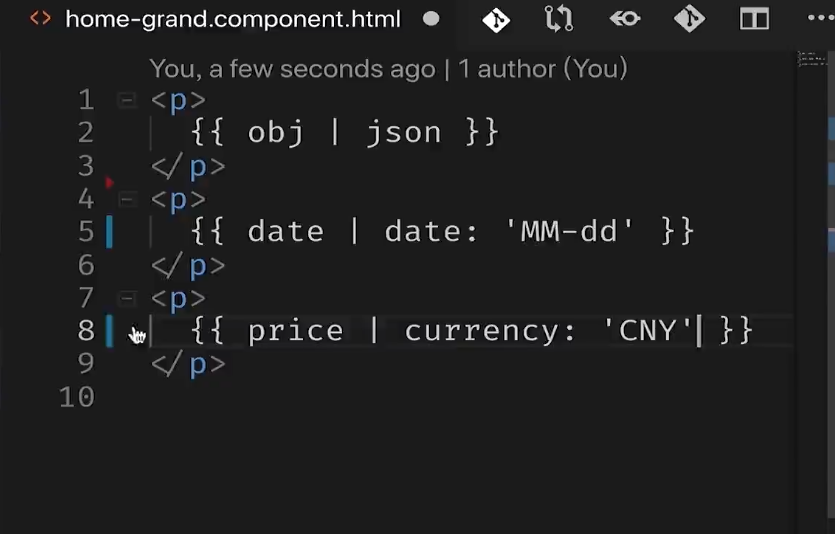 <> home-grand.component.html
You, a few seconds ago | 1 author (You)
1 <p>
2 {{ obj | json }}
3 </p>
4 <p>
5 {{ date | date: 'MM-dd' }}
6 </p>
7 <p>
8 {{ price | currency: 'CNY' }}
9 </p>
10